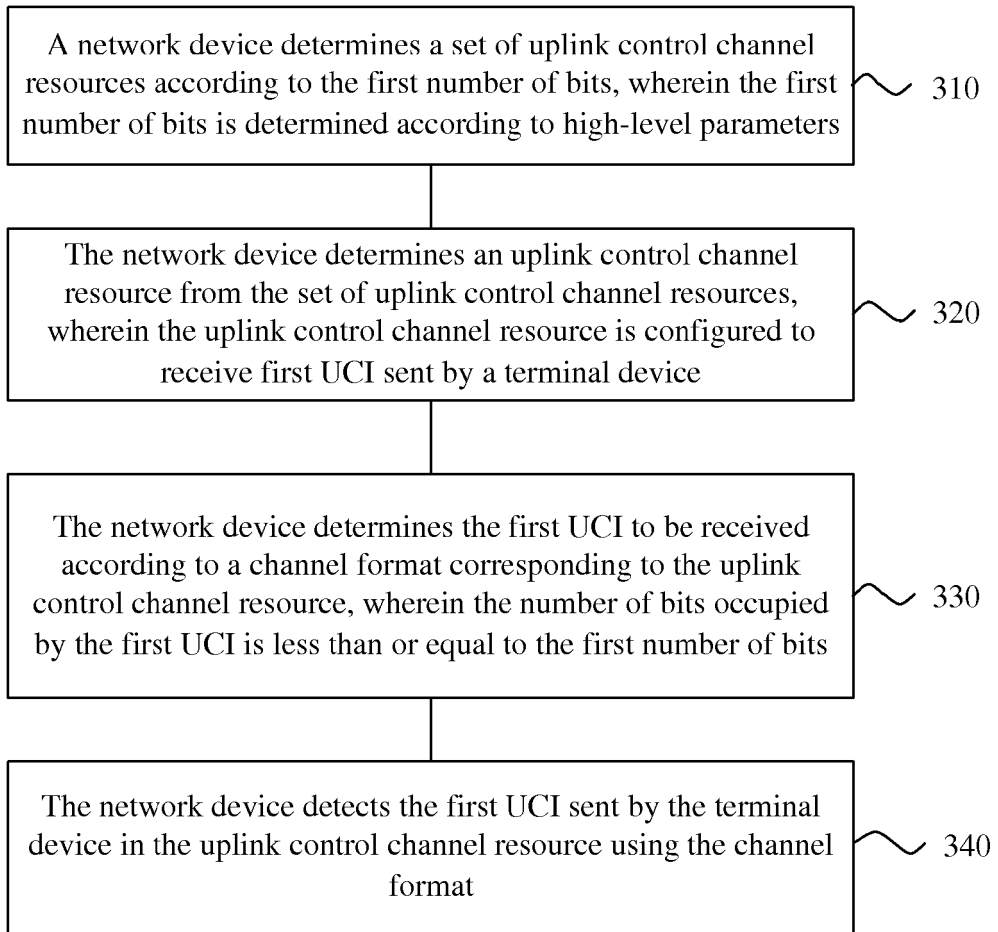 A network device determines a set of uplink control channel
resources according to the first number of bits, wherein the first
number of bits is determined according to high-level parameters
310
The network device determines an uplink control channel
resource from the set of uplink control channel resources,
wherein the uplink control channel resource is configured to
receive first UCI sent by a terminal device
320
The network device determines the first UCI to be received
according to a channel format corresponding to the uplink
control channel resource, wherein the number of bits occupied
by the first UCI is less than or equal to the first number of bits
330
The network device detects the first UCI sent by the terminal
device in the uplink control channel resource using the channel
format
340